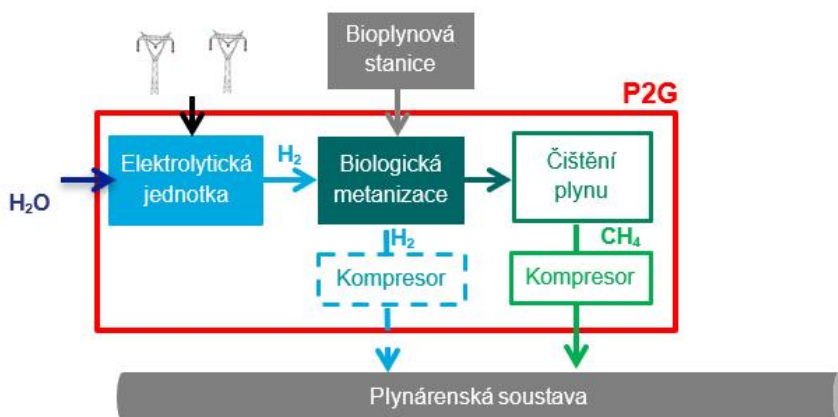 Bioplynová
stanice
P2G
Elektrolytická
jednotka
H₂
Biologická
metanizace
Čištění
plynu
H₂O
H₂
CH₄
Kompresor
Kompresor
Plynárenská soustava